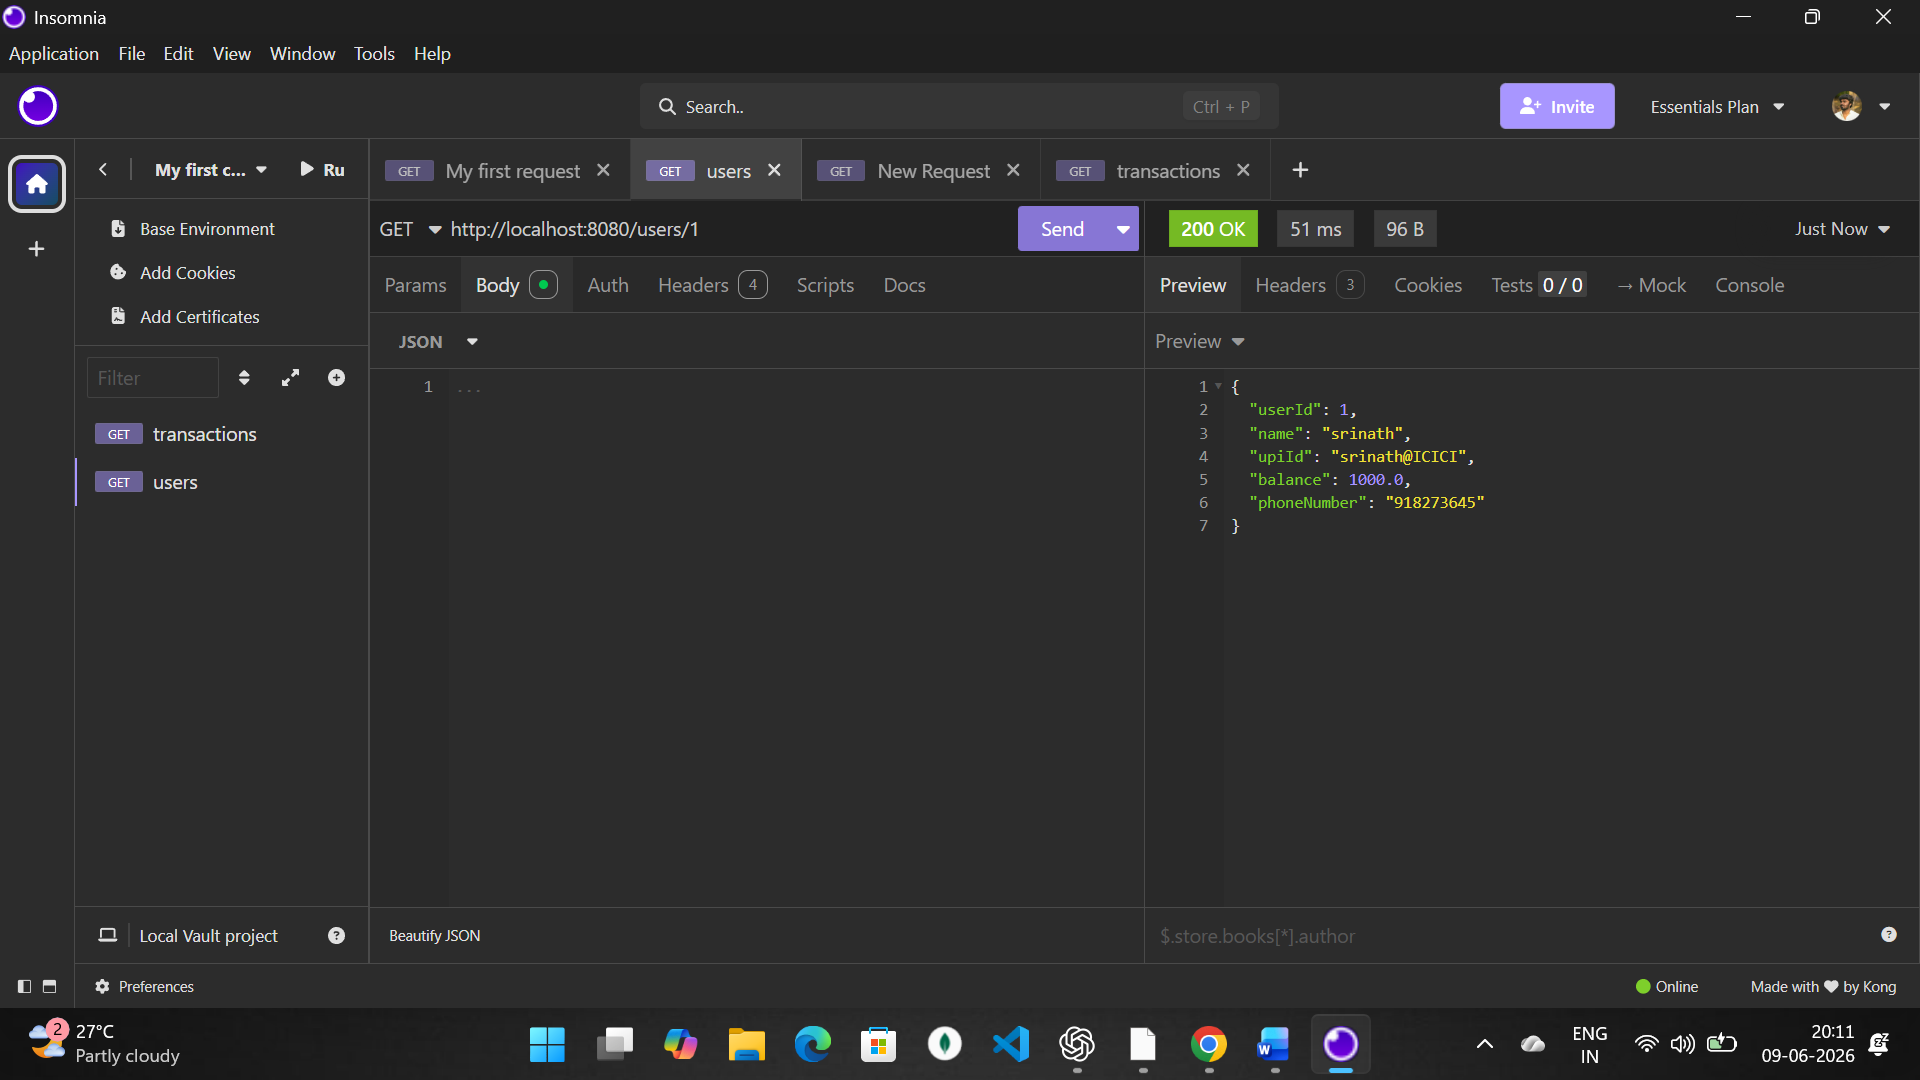 Insomnia
Application File Edit View Window Tools Help
Search.. Ctrl + P
Invite
Essentials Plan
My first c... Ru
GET My first request
GET users
GET New Request
GET transactions
Base Environment
Add Cookies
Add Certificates
Filter
GET transactions
GET users
GET http://localhost:8080/users/1 Send
Params Body Auth Headers 4 Scripts Docs
JSON
1 ...
200 OK 51 ms 96 B Just Now
Preview Headers 3 Cookies Tests 0 / 0 → Mock Console
Preview
1 {
2 "userId": 1,
3 "name": "srinath",
4 "upiId": "srinath@ICICI",
5 "balance": 1000.0,
6 "phoneNumber": "918273645"
7 }
Local Vault project ?
Beautify JSON
$.store.books[*].author ?
Preferences
Online
Made with ♥ by Kong
2
27°C
Partly cloudy
ENG
IN
20:11
09-06-2026